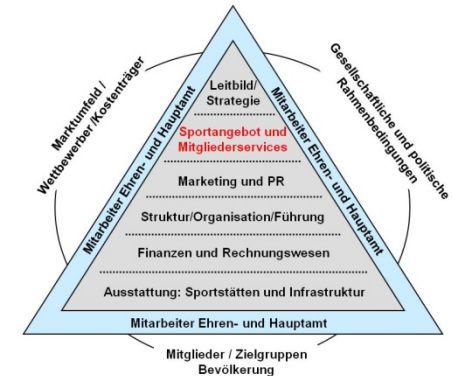 Leitbild/
Strategie
Sportangebot und
Mitgliederservices
Marketing und PR
Struktur/Organisation/Führung
Finanzen und Rechnungswesen
Ausstattung: Sportstätten und Infrastruktur
Mitarbeiter Ehren- und Hauptamt
Mitarbeiter Ehren- und Hauptamt
Mitarbeiter Ehren- und Hauptamt
Marktumfeld /
Wettbewerber/Kostenträger
Gesellschaftliche und politische
Rahmenbedingungen
Mitglieder / Zielgruppen
Bevölkerung